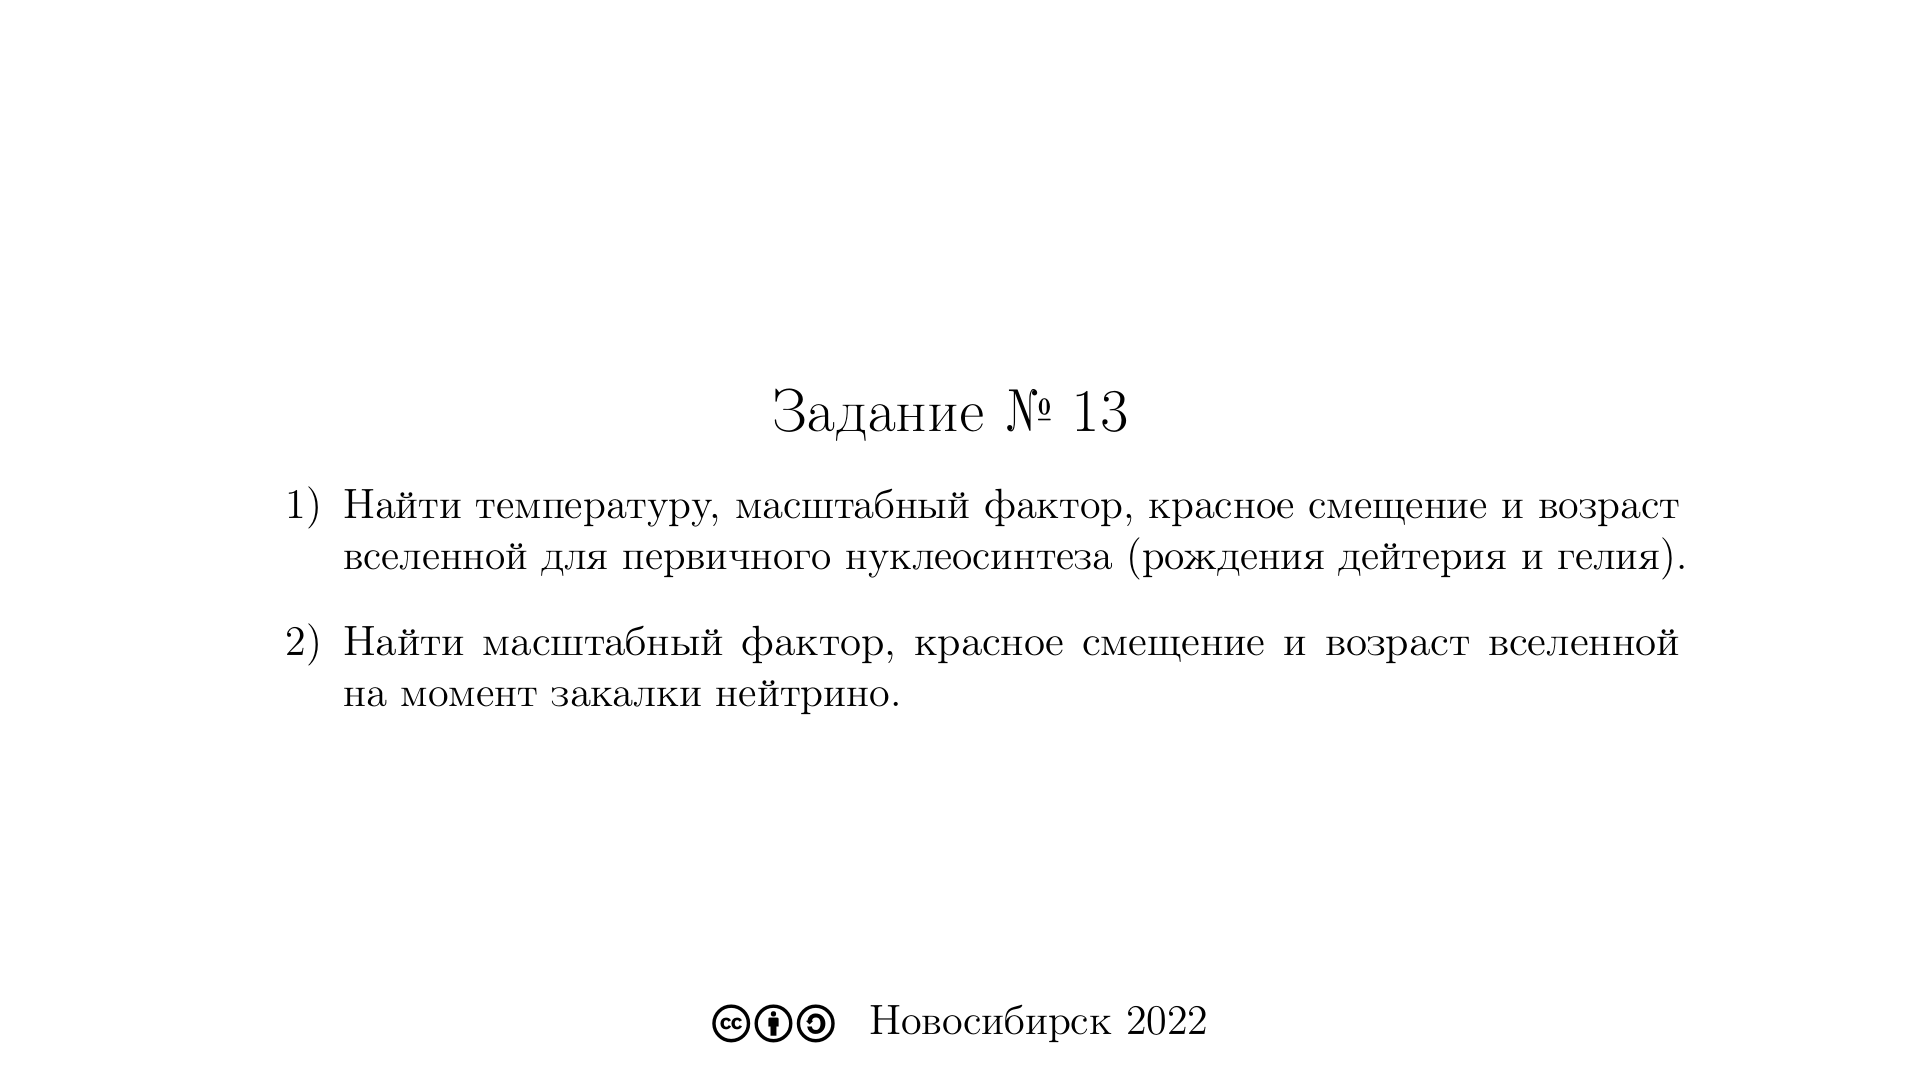 Задание № 13
1) Найти температуру, масштабный фактор, красное смещение и возраст
вселенной для первичного нуклеосинтеза (рождения дейтерия и гелия).
2) Найти масштабный фактор, красное смещение и возраст вселенной
на момент закалки нейтрино.
Новосибирск 2022